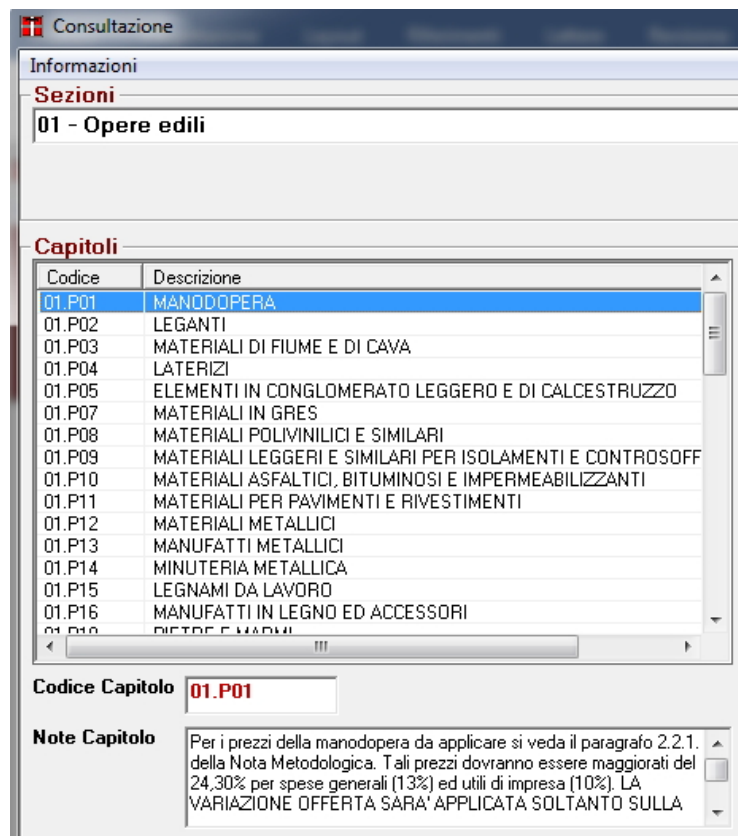 Consultazione
Informazioni
Sezioni
01 - Opere edili
Capitoli
Codice Descrizione
01.P01 MANODOPERA
01.P02 LEGANTI
01.P03 MATERIALI DI FIUME E DI CAVA
01.P04 LATERIZI
01.P05 ELEMENTI IN CONGLOMERATO LEGGERO E DI CALCESTRUZZO
01.P07 MATERIALI IN GRES
01.P08 MATERIALI POLIVINILICI E SIMILARI
01.P09 MATERIALI LEGGERI E SIMILARI PER ISOLAMENTI E CONTROSOFF
01.P10 MATERIALI ASFALTICI, BITUMINOSI E IMPERMEABILIZZANTI
01.P11 MATERIALI PER PAVIMENTI E RIVESTIMENTI
01.P12 MATERIALI METALLICI
01.P13 MANUFATTI METALLICI
01.P14 MINUTERIA METALLICA
01.P15 LEGNAMI DA LAVORO
01.P16 MANUFATTI IN LEGNO ED ACCESSORI
PIETRE E MARMI
Codice Capitolo 01.P01
Note Capitolo
Per i prezzi della manodopera da applicare si veda il paragrafo 2.2.1.
della Nota Metodologica. Tali prezzi dovranno essere maggiorati del
24,30% per spese generali (13%) ed utili di impresa (10%). LA
VARIAZIONE OFFERTA SARA' APPLICATA SOLTANTO SULLA